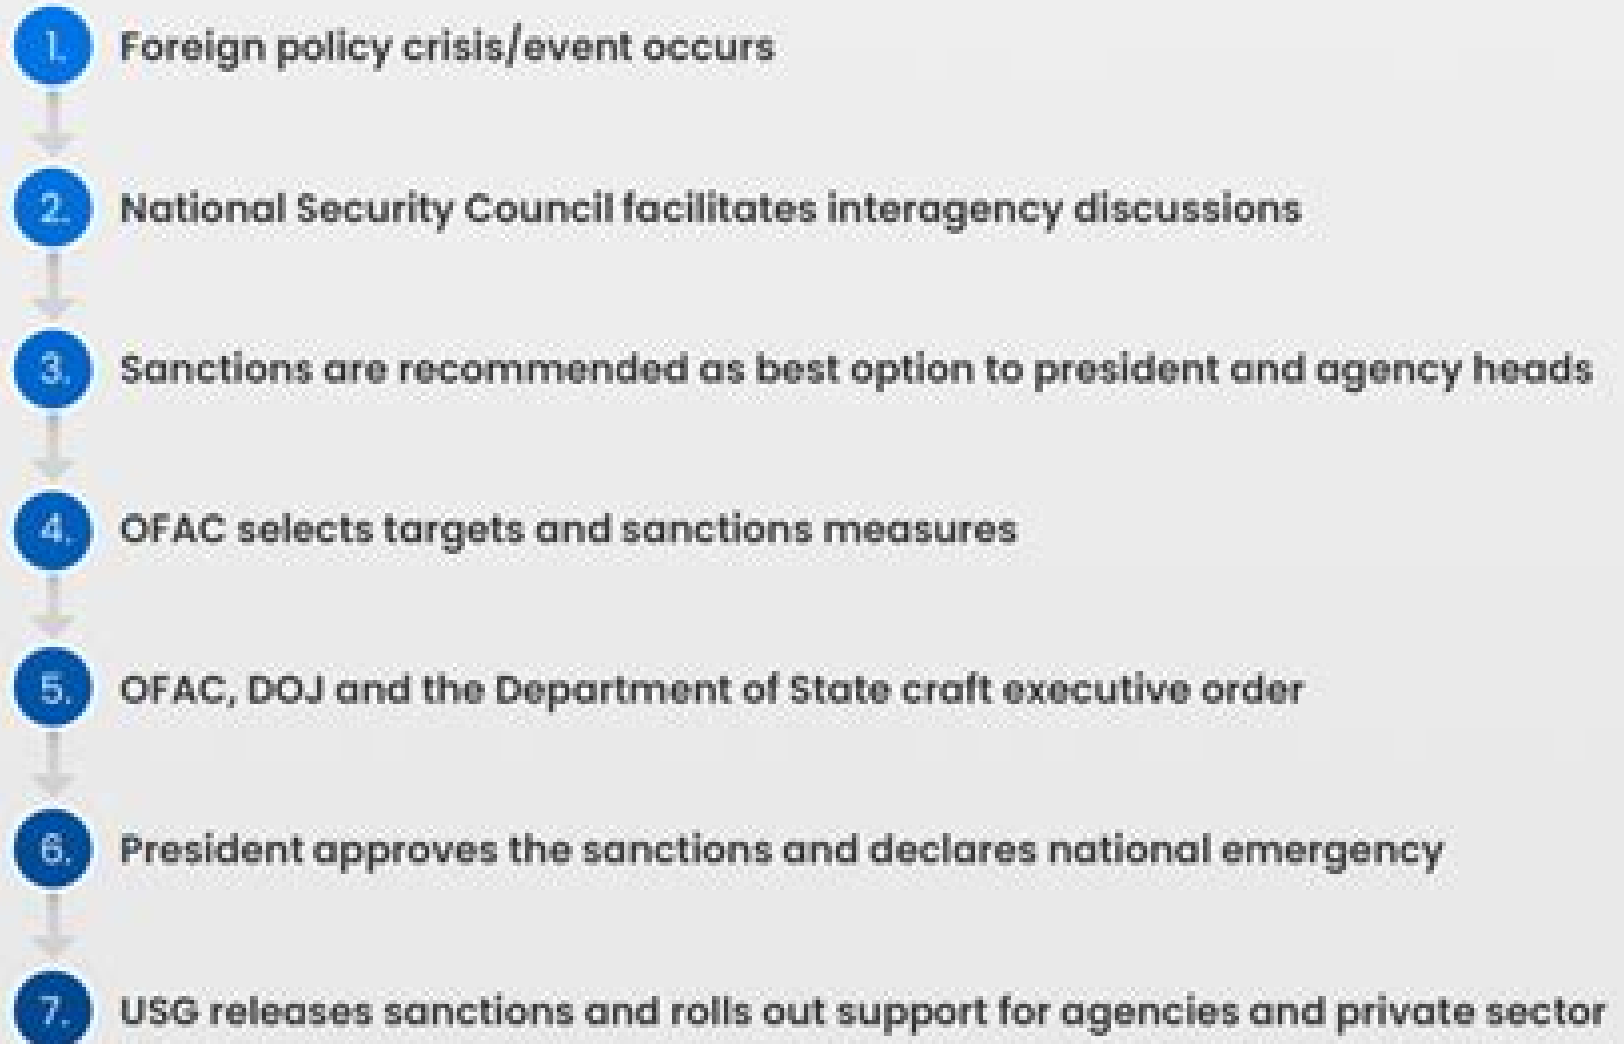 1. Foreign policy crisis/event occurs
2. National Security Council facilitates interagency discussions
3. Sanctions are recommended as best option to president and agency heads
4. OFAC selects targets and sanctions measures
5. OFAC, DOJ and the Department of State craft executive order
6. President approves the sanctions and declares national emergency
7. USG releases sanctions and rolls out support for agencies and private sector